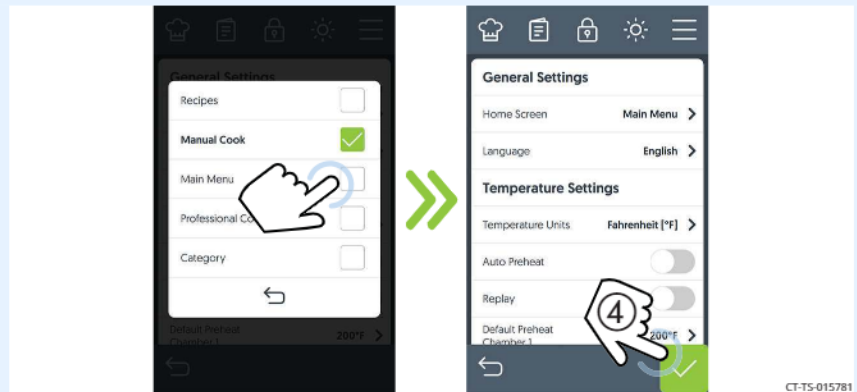 General Settings
Recipes
Manual Cook
Main Menu
Professional Co
Category
Default Preheat 200°F
Chamber 1
General Settings
Home Screen Main Menu
Language English
Temperature Settings
Temperature Units Fahrenheit [°F]
Auto Preheat
Replay
4
Default Preheat 200°F
Chamber 1
CT-TS-015781